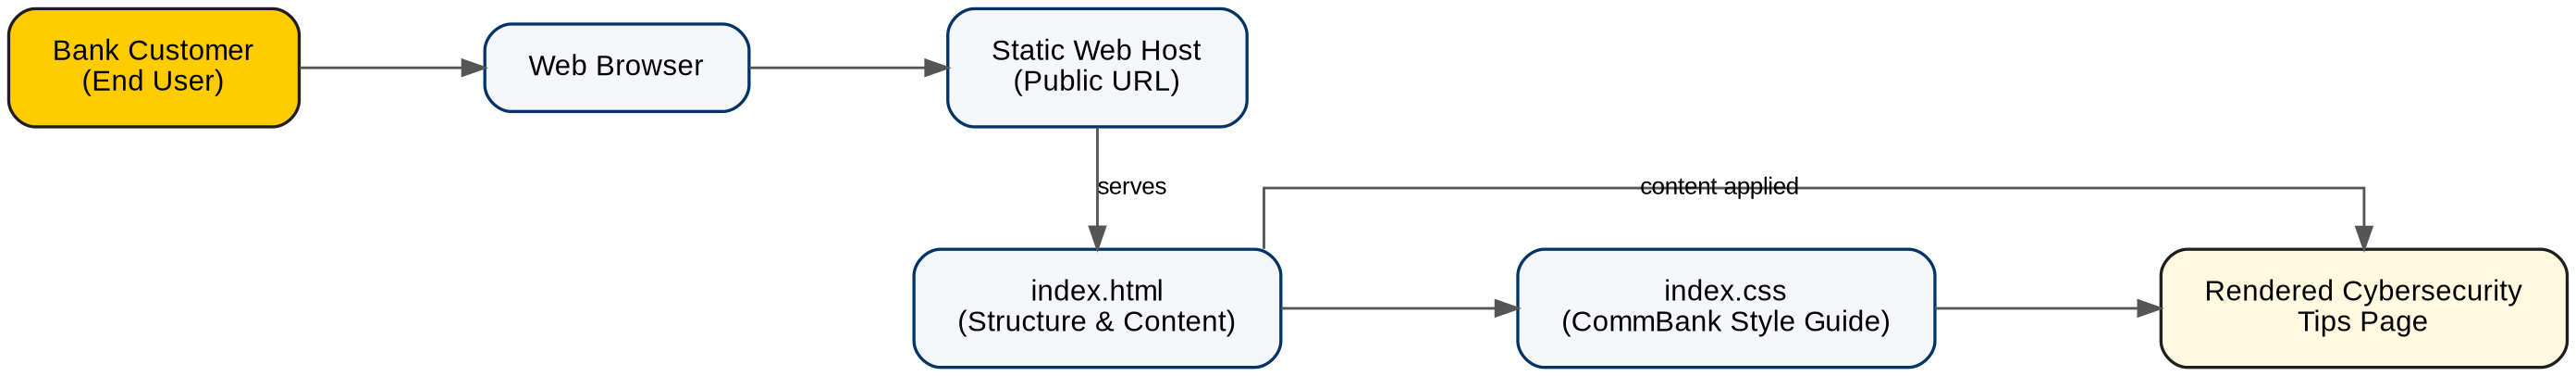 Bank Customer
(End User)
Web Browser
Static Web Host
(Public URL)
serves
content applied
index.html
(Structure & Content)
index.css
(CommBank Style Guide)
Rendered Cybersecurity
Tips Page